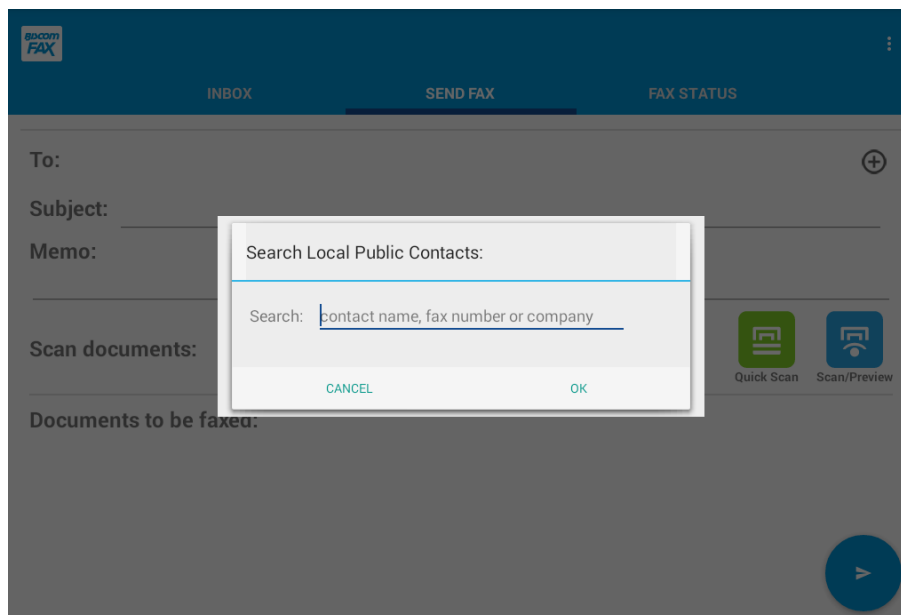 apcom
FAX
INBOX SEND FAX FAX STATUS
To:
Subject:
Memo:
Search Local Public Contacts:
Search: contact name, fax number or company
CANCEL OK
Scan documents:
Quick Scan Scan/Preview
Documents to be faxed: